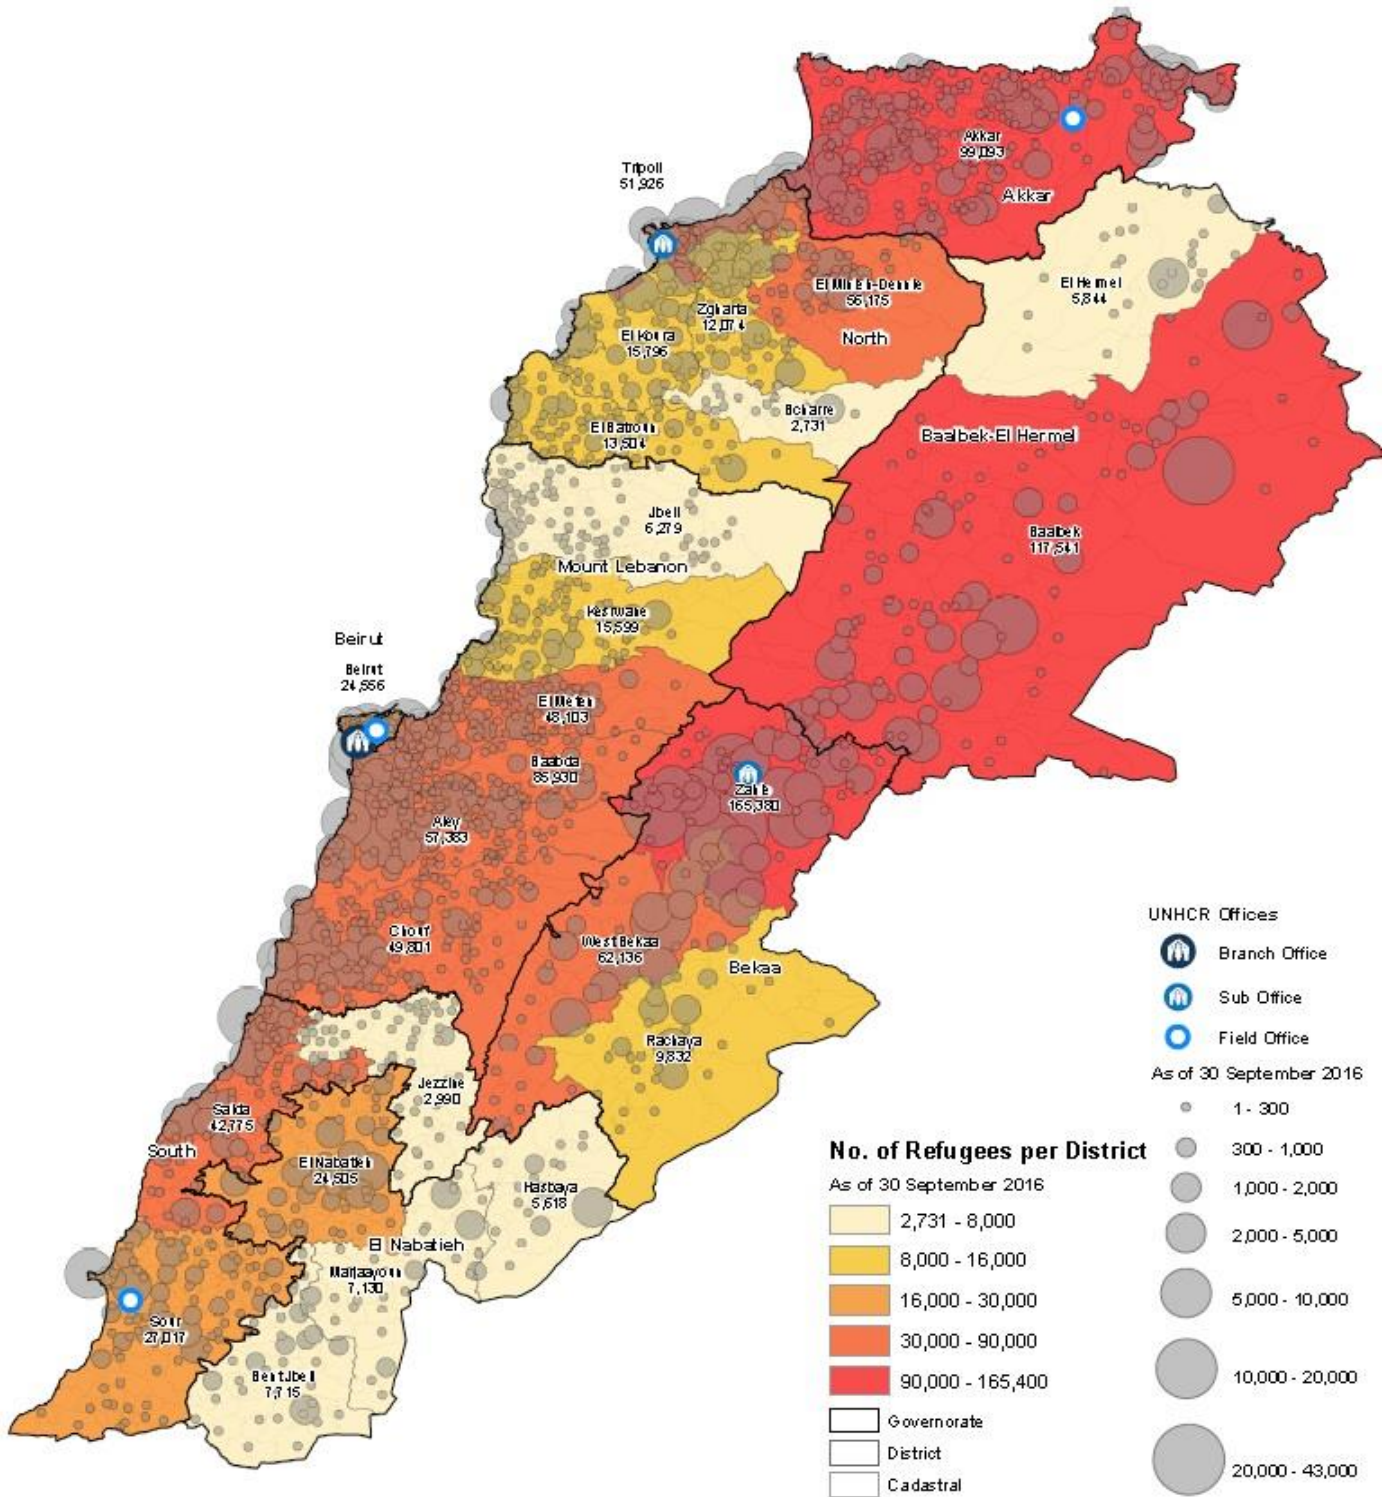 Akkar
99,093
Akkar
Tripoli
51,926
El Hermel
5,844
El Minieh-Dennie
56,175
Zgharta
12,074
North
El Koura
15,796
Bcharre
2,731
El Batroun
13,504
Baalbek-El Hermel
Jbeil
6,279
Baalbek
117,541
Mount Lebanon
Kesrwane
15,599
Beirut
Beirut
24,556
El Meten
48,103
Baabda
85,930
Zahle
165,380
Aley
57,383
Chouf
49,801
West Bekaa
62,136
Bekaa
Rachaya
9,832
Jezzine
2,990
Saida
42,775
South
El Nabatieh
24,505
Hasbaya
5,618
El Nabatieh
Marjaayoun
7,130
Sour
27,017
Bent Jbeil
7,715
UNHCR Offices
Branch Office
Sub Office
Field Office
As of 30 September 2016
1 - 300
300 - 1,000
1,000 - 2,000
2,000 - 5,000
5,000 - 10,000
10,000 - 20,000
20,000 - 43,000
No. of Refugees per District
As of 30 September 2016
2,731 - 8,000
8,000 - 16,000
16,000 - 30,000
30,000 - 90,000
90,000 - 165,400
Governorate
District
Cadastral